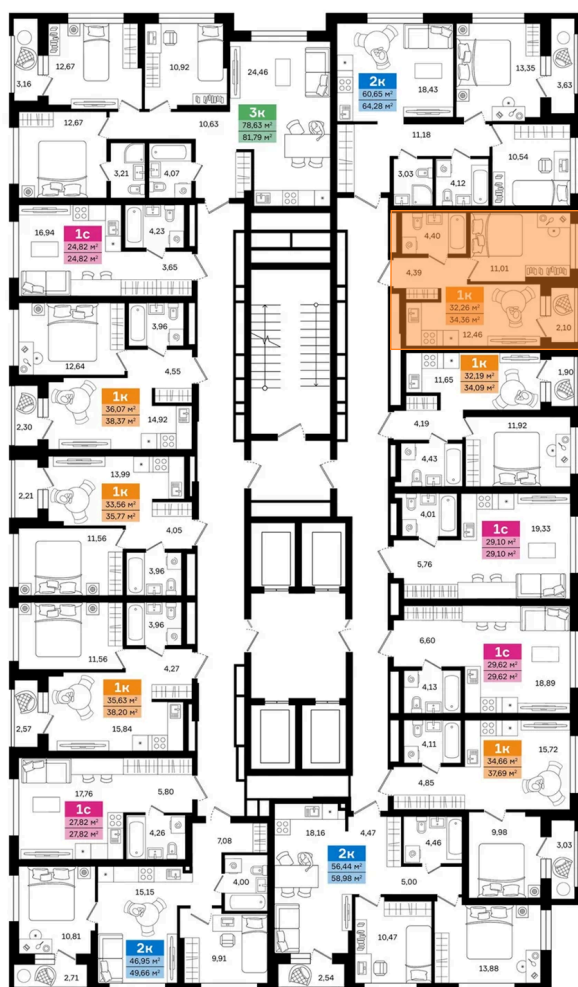 3,16
12,67
10,92
24,46
3к
78,63 м²
81,79 м²
12,67
10,63
3,21
4,07
2к
60,65 м²
64,28 м²
18,43
13,35
3,63
11,18
3,03
4,12
10,54
16,94
1с
24,82 м²
24,82 м²
4,23
3,65
4,40
4,39
11,01
1к
32,26 м²
34,36 м²
12,46
2,10
12,64
3,96
4,55
1к
36,07 м²
38,37 м²
14,92
2,30
11,65
1к
32,19 м²
34,09 м²
1,90
4,19
11,92
4,43
2,21
13,99
1к
33,56 м²
35,77 м²
4,05
11,56
3,96
4,01
19,33
1с
29,10 м²
29,10 м²
5,76
3,96
11,56
4,27
1к
35,63 м²
38,20 м²
2,57
15,84
6,60
1с
29,62 м²
29,62 м²
4,13
18,89
17,76
5,80
1с
27,82 м²
27,82 м²
4,26
4,11
1к
34,66 м²
37,69 м²
15,72
4,85
7,08
4,00
15,15
10,81
2к
46,95 м²
49,66 м²
2,71
9,91
18,16
4,47
2к
56,44 м²
58,98 м²
4,46
5,00
9,98
3,03
10,47
2,54
13,88